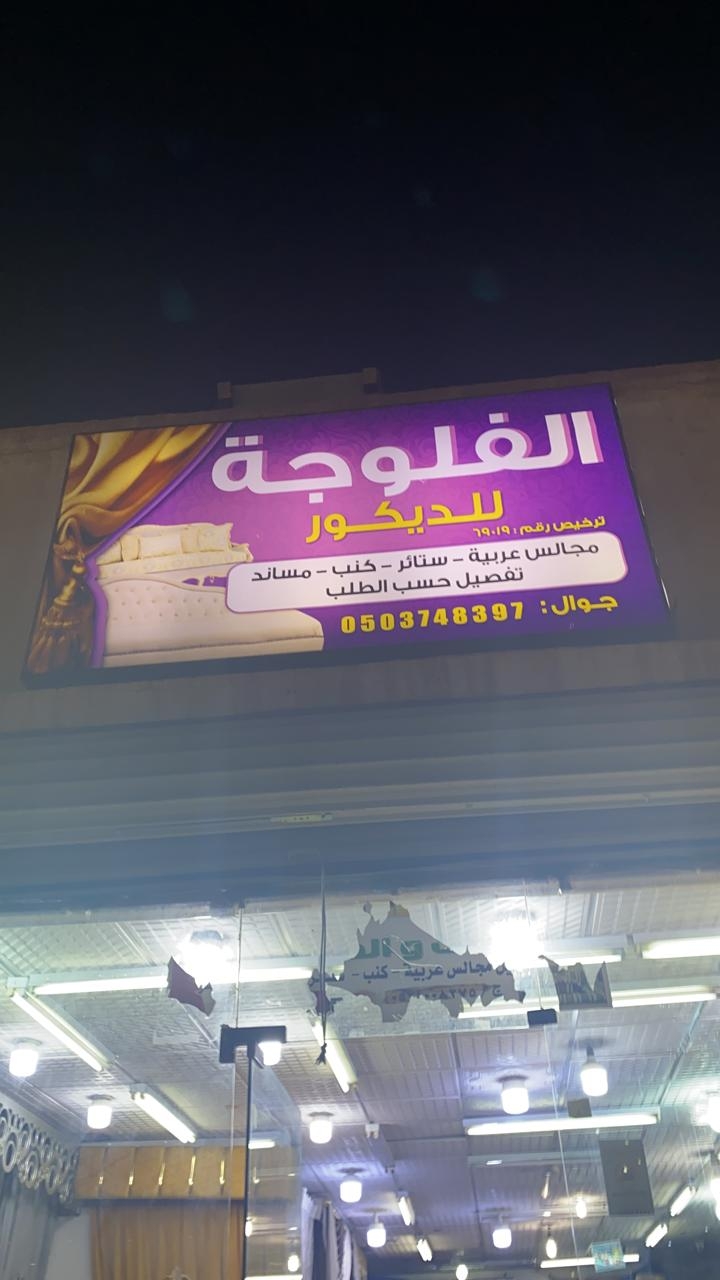 الفلوجة
للديكور
ترخيص رقم : ٦٩٠١٩
مجالس عربية - ستائر - كنب - مساند
تفصيل حسب الطلب
جوال : 0503748397
مجالس عربية - كنب -